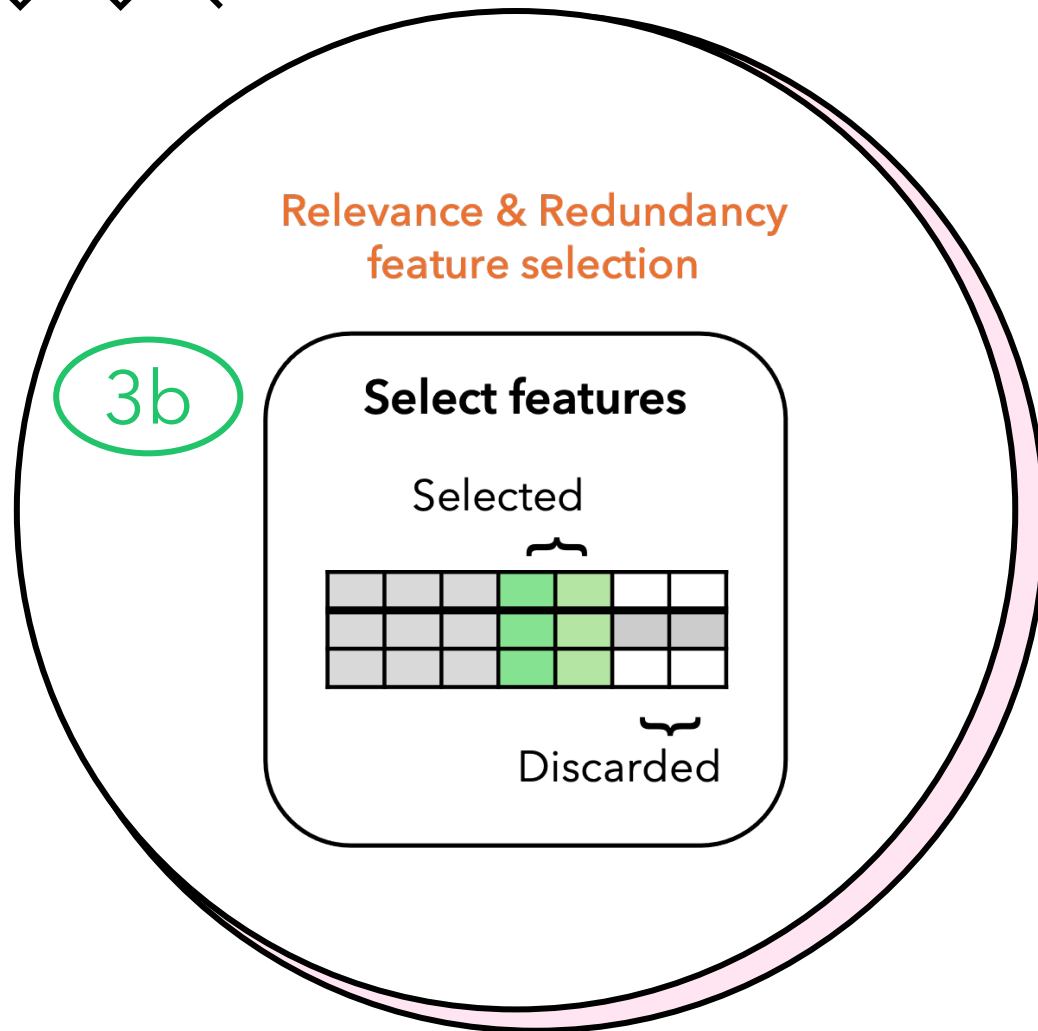 Relevance & Redundancy
feature selection
3b
Select features
Selected
Discarded